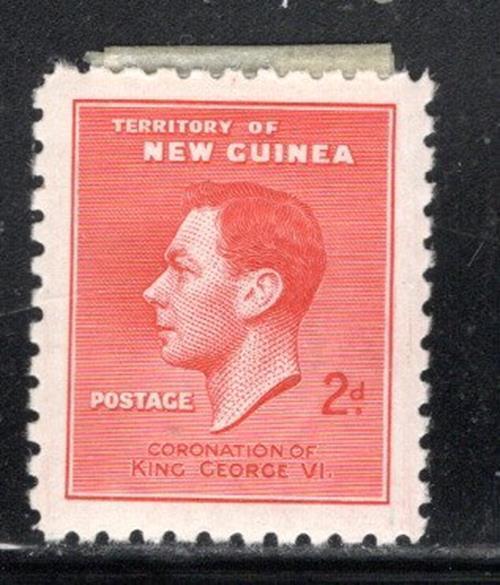 TERRITORY OF
NEW GUINEA
POSTAGE
2d.
CORONATION OF
KING GEORGE VI.